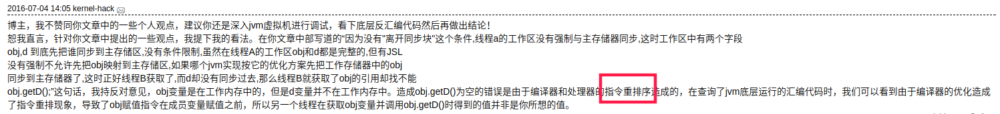 2016-07-04 14:05 kernel-hack
博主，我不赞同你文章中的一些个人观点，建议你还是深入jvm虚拟机进行调试，看下底层反汇编代码然后再做出结论！
恕我直言，针对你文章中提出的一些观点，我提下我的看法。在你文章中部写道的“因为没有"离开同步块"这个条件,线程a的工作区没有强制与主存储器同步,这时工作区中有两个字段
obj,d 到底先把谁同步到主存储区,没有条件限制,虽然在线程A的工作区obj和d都是完整的,但有JSL
没有强制不允许先把obj映射到主存储区,如果哪个jvm实现按它的优化方案先把工作存储器中的obj
同步到主存储器了,这时正好线程B获取了,而d却没有同步过去,那么线程B就获取了obj的引用却找不能
obj.getD();”这句话，我持反对意见，obj变量是在工作内存中的，但是d变量并不在工作内存中。造成obj.getD()为空的错误是由于编译器和处理器的指令重排序造成的，在查询了jvm底层运行的汇编代码时，我们可以看到由于编译器的优化造成
了指令重排现象，导致了obj赋值指令在成员变量赋值之前，所以另一个线程在获取obj变量并调用obj.getD()时得到的值并非是你所想的值。